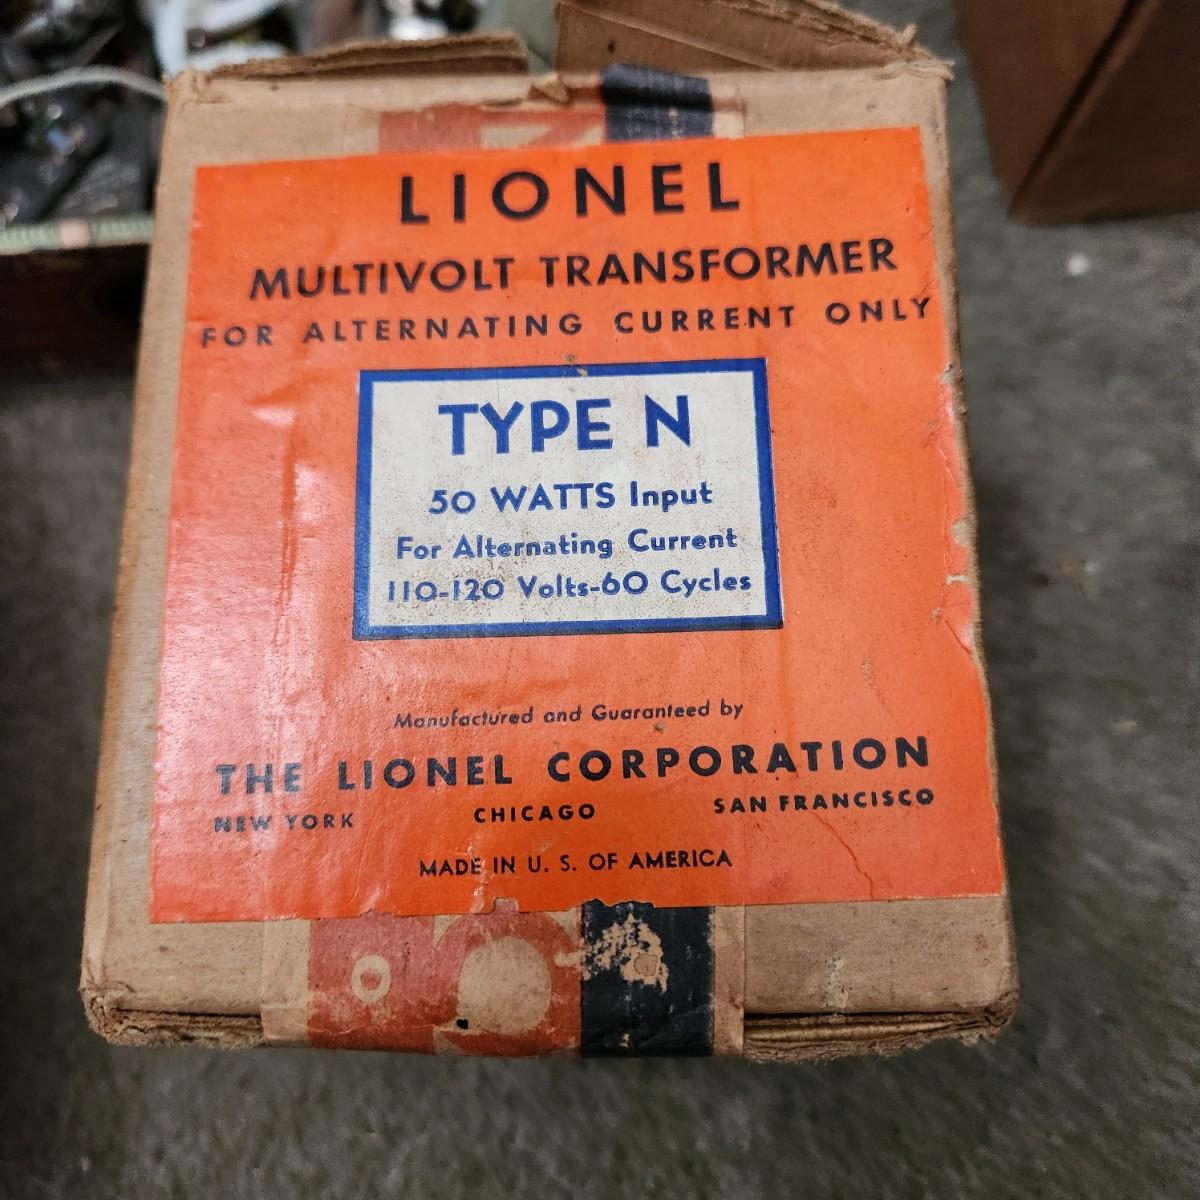 LIONEL
MULTIVOLT TRANSFORMER
FOR ALTERNATING CURRENT ONLY
TYPE N
50 WATTS Input
For Alternating Current
110-120 Volts-60 Cycles
Manufactured and Guaranteed by
THE LIONEL CORPORATION
NEW YORK CHICAGO SAN FRANCISCO
MADE IN U. S. OF AMERICA